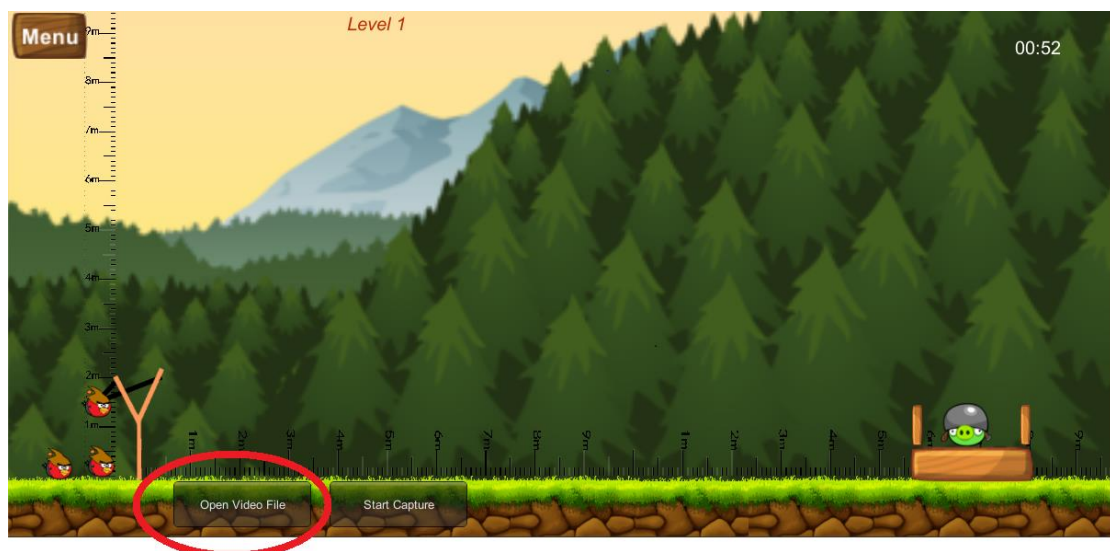 Menu
Level 1
00:52
9m
8m
7m
6m
5m
4m
3m
2m
1m
1m 2m 3m 4m 5m 6m 7m 8m 9m 1m 2m 3m 4m 5m 6m 9m
Open Video File Start Capture